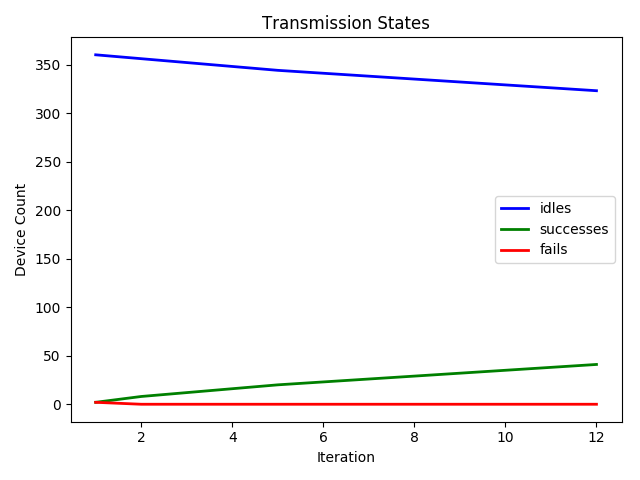 Transmission States
Device Count
350
300
250
200
150
100
50
0
idles
successes
fails
2 4 6 8 10 12
Iteration